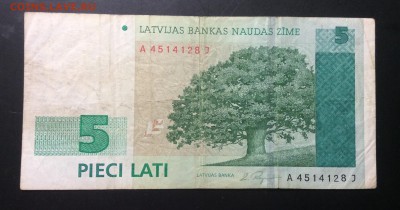 LATVIJAS BANKAS NAUDAS ZĪME
5
A 4514128 J
5
PIECI LATI
LATVIJAS BANKA
A 4514128 J